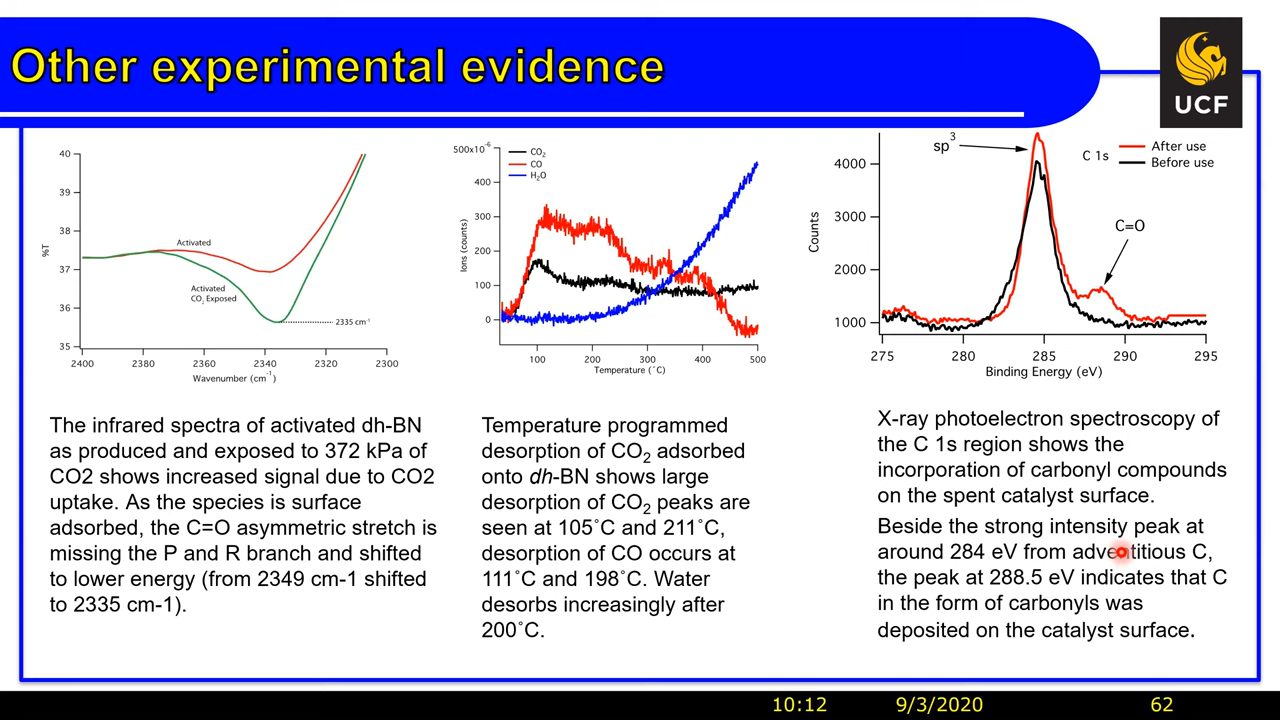 Other experimental evidence
UCF
40
39
38
37
36
35
%T
Activated
Activated
CO2 Exposed
2335 cm-1
2400
2380
2360
2340
2320
2300
Wavenumber (cm-1)
500x10-6
400
300
200
100
0
Ions (counts)
CO2
CO
H2O
100
200
300
400
500
Temperature (˚C)
4000
3000
2000
1000
Counts
sp3
C 1s
After use
Before use
C=O
275
280
285
290
295
Binding Energy (eV)
The infrared spectra of activated dh-BN
as produced and exposed to 372 kPa of
CO2 shows increased signal due to CO2
uptake. As the species is surface
adsorbed, the C=O asymmetric stretch is
missing the P and R branch and shifted
to lower energy (from 2349 cm-1 shifted
to 2335 cm-1).
Temperature programmed
desorption of CO2 adsorbed
onto dh-BN shows large
desorption of CO2 peaks are
seen at 105˚C and 211˚C,
desorption of CO occurs at
111˚C and 198˚C. Water
desorbs increasingly after
200˚C.
X-ray photoelectron spectroscopy of
the C 1s region shows the
incorporation of carbonyl compounds
on the spent catalyst surface.
Beside the strong intensity peak at
around 284 eV from adventitious C,
the peak at 288.5 eV indicates that C
in the form of carbonyls was
deposited on the catalyst surface.
10:12
9/3/2020
62